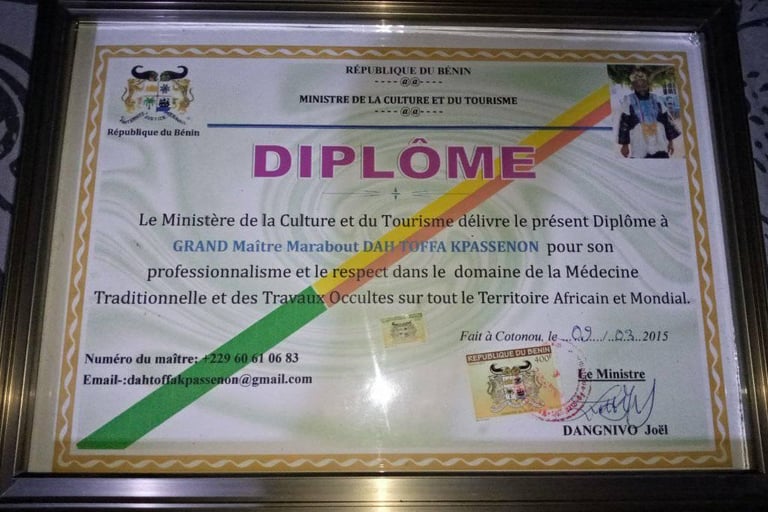 RÉPUBLIQUE DU BÉNIN
----@@----
MINISTRE DE LA CULTURE ET DU TOURISME
----@@----
République du Bénin
DIPLÔME
Le Ministère de la Culture et du Tourisme délivre le présent Diplôme à
GRAND Maître Marabout DAH TOFFA KPASSENON pour son
professionnalisme et le respect dans le domaine de la Médecine
Traditionnelle et des Travaux Occultes sur tout le Territoire Africain et Mondial.
Fait à Cotonou, le ...09.../...03...2015
Numéro du maître: +229 60 61 06 83
Email-:dahtoffakpassenon@gmail.com
REPUBLIQUE DU BENIN
400F
Le Ministre
DANGNIVO Joël